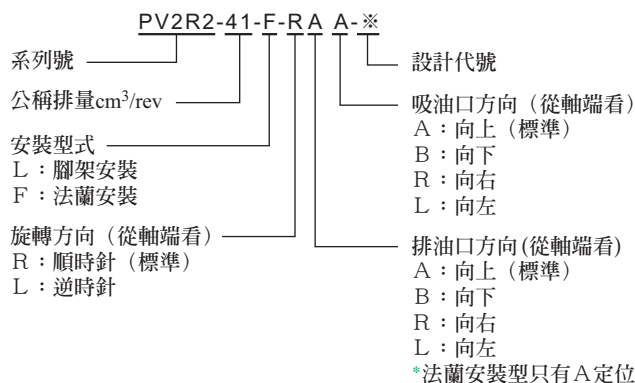 PV2R2-41-F-RAA-※
系列號
公稱排量cm³/rev
安裝型式
L：腳架安裝
F：法蘭安裝
旋轉方向（從軸端看）
R：順時針（標準）
L：逆時針
設計代號
吸油口方向（從軸端看）
A：向上（標準）
B：向下
R：向右
L：向左
排油口方向(從軸端看)
A：向上（標準）
B：向下
R：向右
L：向左
*法蘭安裝型只有A定位